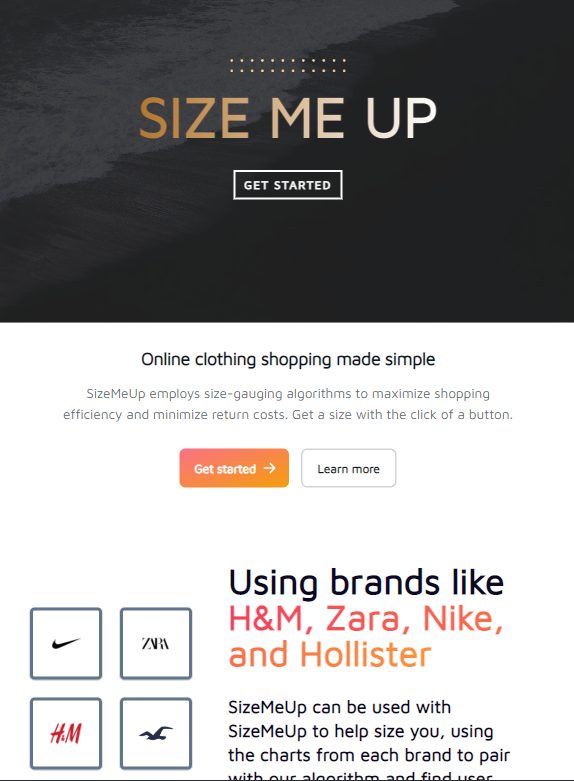 SIZE ME UP
GET STARTED
Online clothing shopping made simple
SizeMeUp employs size-gauging algorithms to maximize shopping
efficiency and minimize return costs. Get a size with the click of a button.
Get started →
Learn more
Using brands like
H&M, Zara, Nike,
and Hollister
ZARA
H&M
SizeMeUp can be used with
SizeMeUp to help size you, using
the charts from each brand to pair
with our algorithm and find user